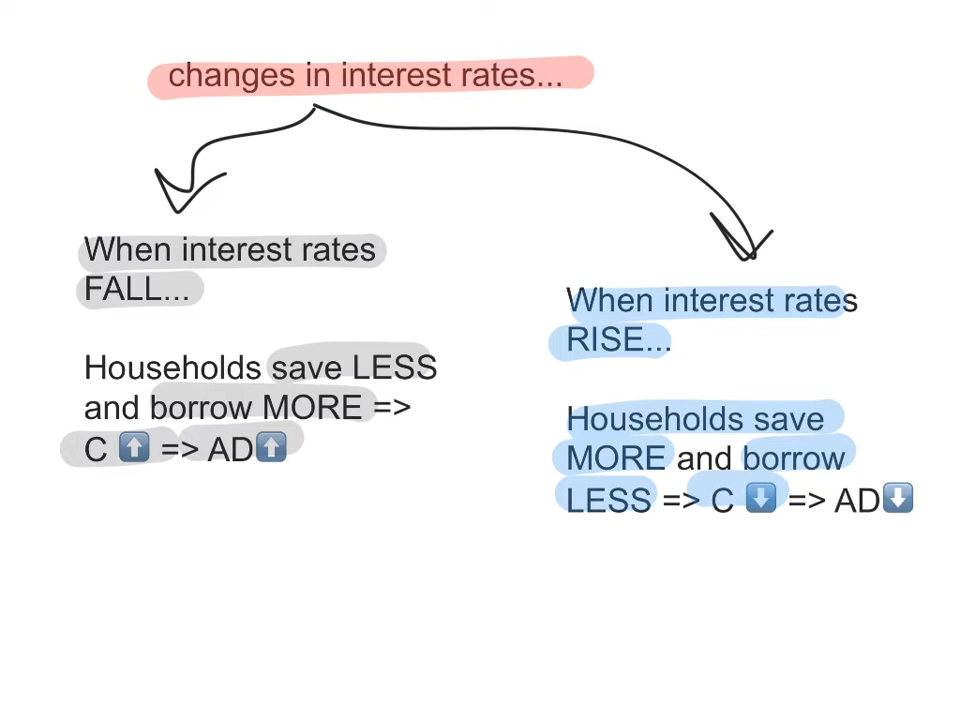 changes in interest rates...
When interest rates
FALL...
Households save LESS
and borrow MORE =>
C ⬆️ => AD⬆️
When interest rates
RISE...
Households save
MORE and borrow
LESS => C ⬇️ => AD⬇️